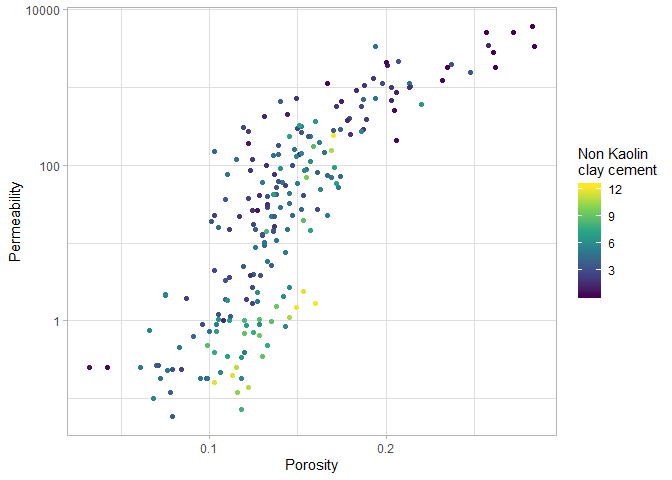 10000
100
1
Permeability
0.1
0.2
Porosity
Non Kaolin
clay cement
12
9
6
3